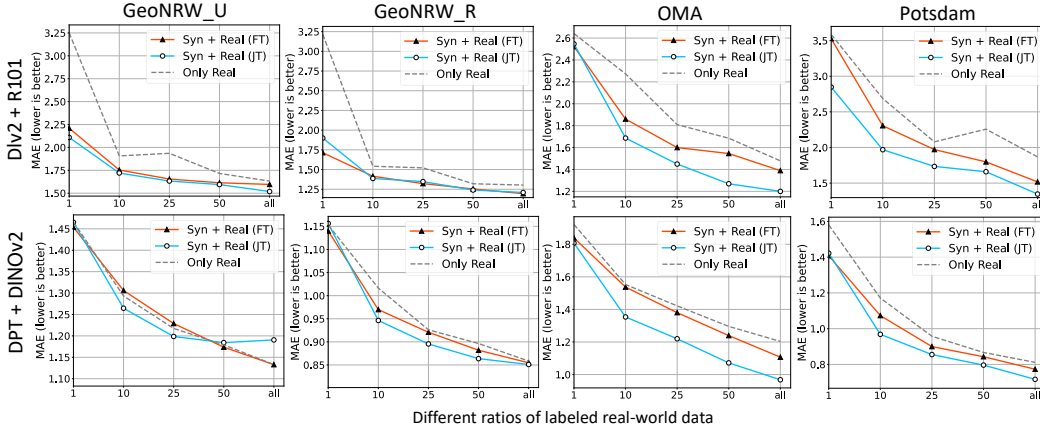 GeoNRW_U
GeoNRW_R
OMA
Potsdam
Dlv2 + R101
MAE (lower is better)
3.25
3.00
2.75
2.50
2.25
2.00
1.75
1.50
Syn + Real (FT)
Syn + Real (JT)
Only Real
1
10
25
50
all
MAE (lower is better)
3.00
2.75
2.50
2.25
2.00
1.75
1.50
1.25
Syn + Real (FT)
Syn + Real (JT)
Only Real
1
10
25
50
all
MAE (lower is better)
2.6
2.4
2.2
2.0
1.8
1.6
1.4
1.2
Syn + Real (FT)
Syn + Real (JT)
Only Real
1
10
25
50
all
MAE (lower is better)
3.5
3.0
2.5
2.0
1.5
Syn + Real (FT)
Syn + Real (JT)
Only Real
1
10
25
50
all
DPT + DINOv2
MAE (lower is better)
1.45
1.40
1.35
1.30
1.25
1.20
1.15
1.10
Syn + Real (FT)
Syn + Real (JT)
Only Real
1
10
25
50
all
MAE (lower is better)
1.15
1.10
1.05
1.00
0.95
0.90
0.85
Syn + Real (FT)
Syn + Real (JT)
Only Real
1
10
25
50
all
MAE (lower is better)
1.8
1.6
1.4
1.2
1.0
Syn + Real (FT)
Syn + Real (JT)
Only Real
1
10
25
50
all
MAE (lower is better)
1.6
1.4
1.2
1.0
0.8
Syn + Real (FT)
Syn + Real (JT)
Only Real
1
10
25
50
all
Different ratios of labeled real-world data